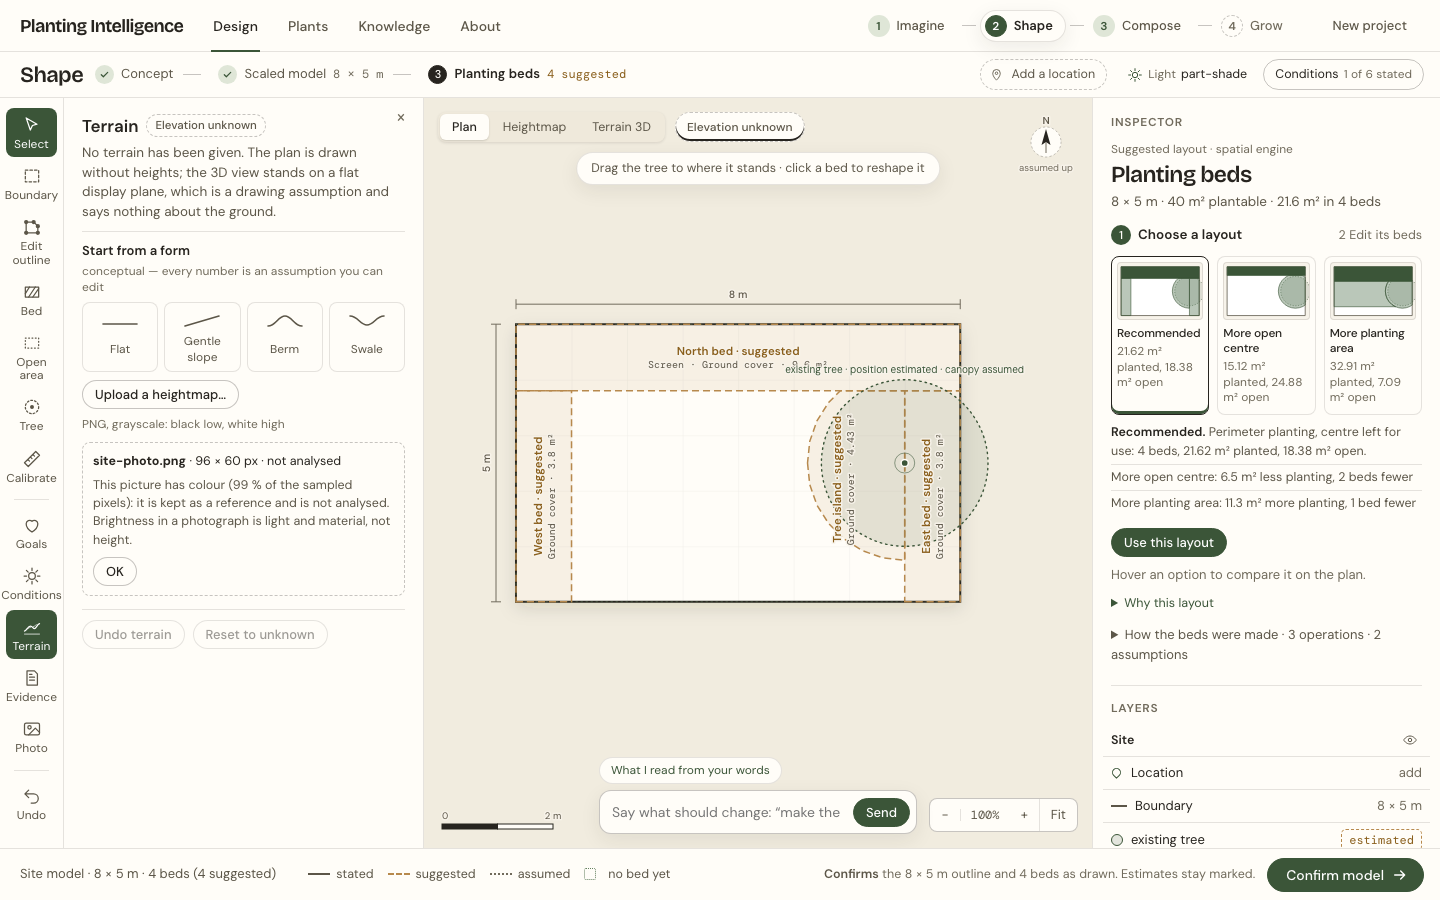 Planting Intelligence
Design
Plants
Knowledge
About
1 Imagine
2 Shape
3 Compose
4 Grow
New project
Shape
Concept
Scaled model 8 × 5 m
3 Planting beds 4 suggested
Add a location
Light part-shade
Conditions 1 of 6 stated
Select
Boundary
Edit
outline
Bed
Open
area
Tree
Calibrate
Goals
Conditions
Terrain
Evidence
Photo
Undo
Terrain
Elevation unknown
×
No terrain has been given. The plan is drawn
without heights; the 3D view stands on a flat
display plane, which is a drawing assumption and
says nothing about the ground.
Start from a form
conceptual — every number is an assumption you can
edit
Flat
Gentle
slope
Berm
Swale
Upload a heightmap…
PNG, grayscale: black low, white high
site-photo.png · 96 × 60 px · not analysed
This picture has colour (99 % of the sampled
pixels): it is kept as a reference and is not analysed.
Brightness in a photograph is light and material, not
height.
OK
Undo terrain
Reset to unknown
Plan
Heightmap
Terrain 3D
Elevation unknown
N
assumed up
Drag the tree to where it stands · click a bed to reshape it
8 m
5 m
North bed · suggested
Screen · Ground cover ·
existing tree · position estimated · canopy assumed
West bed · suggested
Ground cover · 3.8 m²
Tree island · suggested
Ground cover · 4.43 m²
East bed · suggested
Ground cover · 3.8 m²
What I read from your words
Say what should change: “make the
Send
0
2 m
−
100%
+
Fit
INSPECTOR
Suggested layout · spatial engine
Planting beds
8 × 5 m · 40 m² plantable · 21.6 m² in 4 beds
1 Choose a layout
2 Edit its beds
Recommended
21.62 m²
planted, 18.38
m² open
More open
centre
15.12 m²
planted, 24.88
m² open
More planting
area
32.91 m²
planted, 7.09
m² open
Recommended. Perimeter planting, centre left for
use: 4 beds, 21.62 m² planted, 18.38 m² open.
More open centre: 6.5 m² less planting, 2 beds fewer
More planting area: 11.3 m² more planting, 1 bed fewer
Use this layout
Hover an option to compare it on the plan.
Why this layout
How the beds were made · 3 operations · 2
assumptions
LAYERS
Site
Location
add
Boundary
8 × 5 m
existing tree
estimated
Site model · 8 × 5 m · 4 beds (4 suggested)
stated
suggested
assumed
no bed yet
Confirms the 8 × 5 m outline and 4 beds as drawn. Estimates stay marked.
Confirm model →